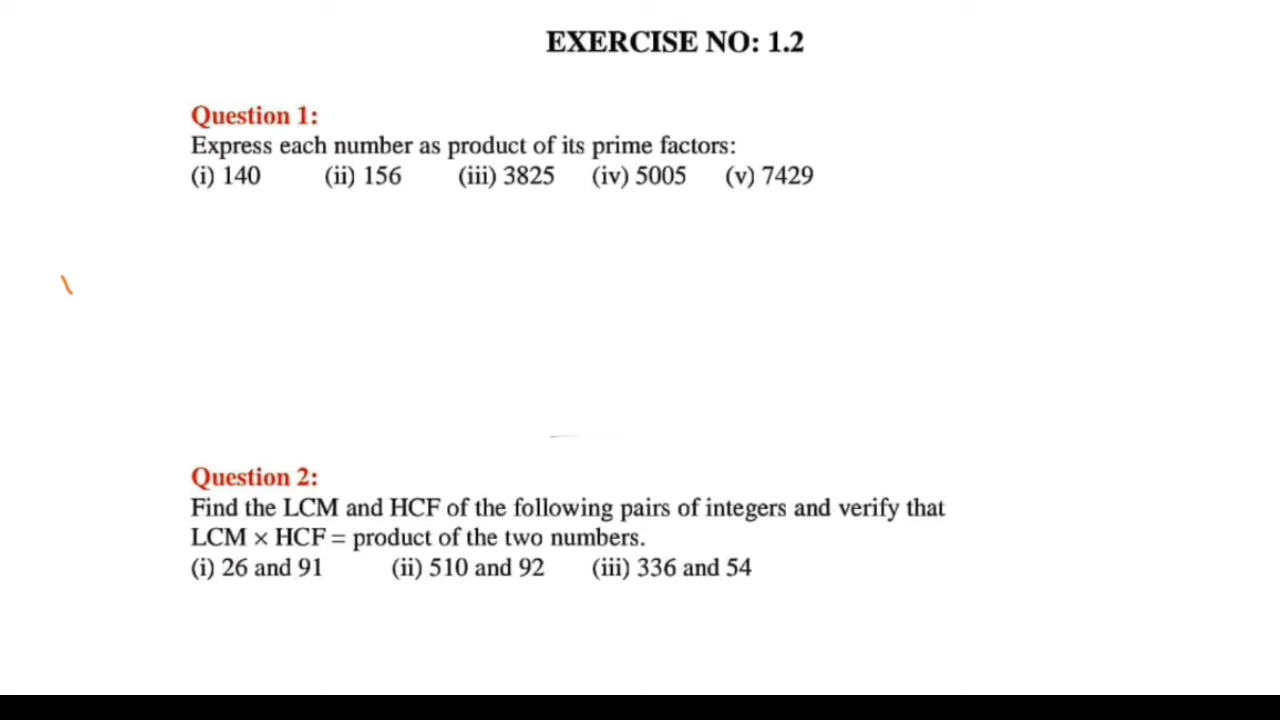 EXERCISE NO: 1.2
Question 1:
Express each number as product of its prime factors:
(i) 140 (ii) 156 (iii) 3825 (iv) 5005 (v) 7429
Question 2:
Find the LCM and HCF of the following pairs of integers and verify that
LCM × HCF = product of the two numbers.
(i) 26 and 91 (ii) 510 and 92 (iii) 336 and 54